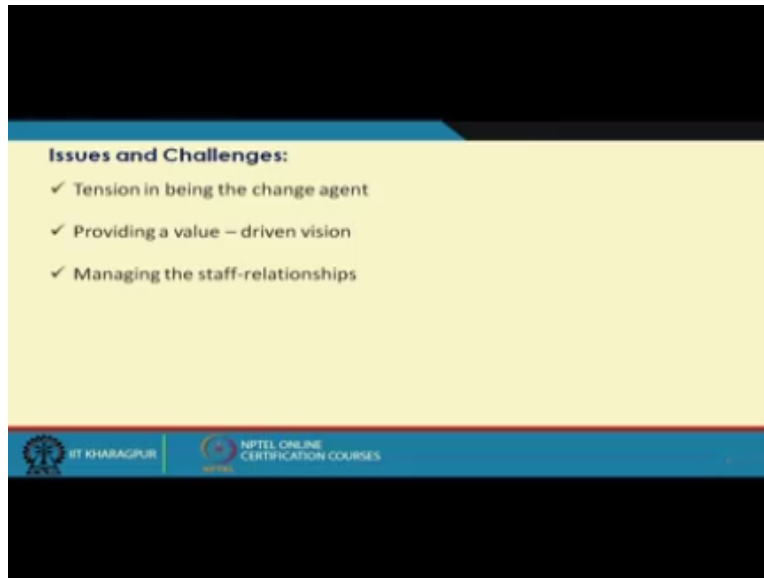 Issues and Challenges:
✓ Tension in being the change agent
✓ Providing a value – driven vision
✓ Managing the staff-relationships
IIT KHARAGPUR
NPTEL ONLINE
CERTIFICATION COURSES
NPTEL